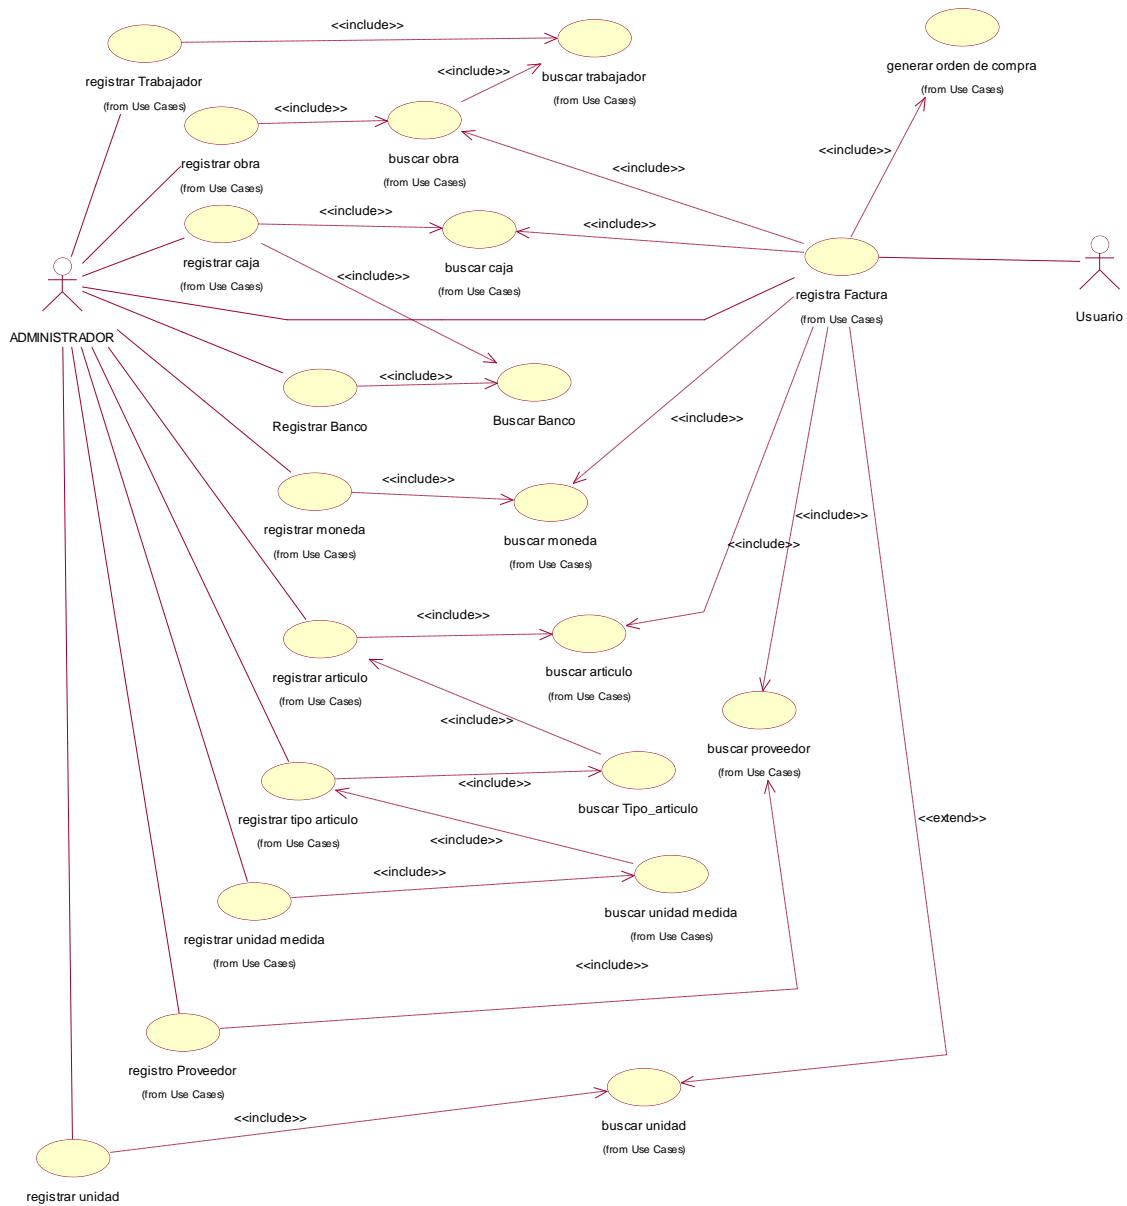 <<include>>
generar orden de compra
(from Use Cases)
registrar Trabajador
(from Use Cases)
<<include>>
buscar trabajador
(from Use Cases)
<<include>>
registrar obra
(from Use Cases)
buscar obra
(from Use Cases)
<<include>>
<<include>>
<<include>>
registrar caja
(from Use Cases)
buscar caja
(from Use Cases)
<<include>>
<<include>>
registra Factura
(from Use Cases)
Usuario
ADMINISTRADOR
<<include>>
Registrar Banco
Buscar Banco
<<include>>
<<include>>
registrar moneda
(from Use Cases)
buscar moneda
(from Use Cases)
<<include>>
<<include>>
<<include>>
registrar articulo
(from Use Cases)
buscar articulo
(from Use Cases)
<<include>>
buscar proveedor
(from Use Cases)
<<include>>
buscar Tipo_articulo
registrar tipo articulo
(from Use Cases)
<<extend>>
<<include>>
<<include>>
buscar unidad medida
(from Use Cases)
registrar unidad medida
(from Use Cases)
<<include>>
registro Proveedor
(from Use Cases)
<<include>>
buscar unidad
(from Use Cases)
registrar unidad